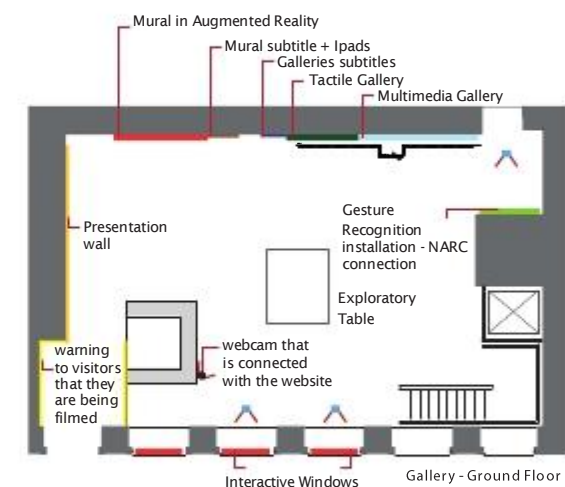 Mural in Augmented Reality
Mural subtitle + Ipads
Galleries subtitles
Tactile Gallery
Multimedia Gallery
Presentation
wall
Gesture
Recognition
installation - NARC
connection
Exploratory
Table
warning
to visitors
that they
are being
filmed
webcam that
is connected
with the website
Interactive Windows
Gallery - Ground Floor